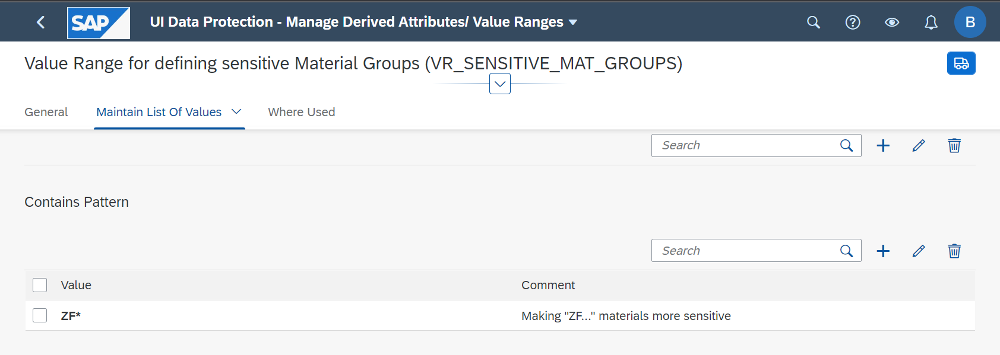 SAP UI Data Protection - Manage Derived Attributes/ Value Ranges B
Value Range for defining sensitive Material Groups (VR_SENSITIVE_MAT_GROUPS)
General Maintain List Of Values Where Used
Search
Contains Pattern
Search
Value Comment
ZF* Making "ZF..." materials more sensitive